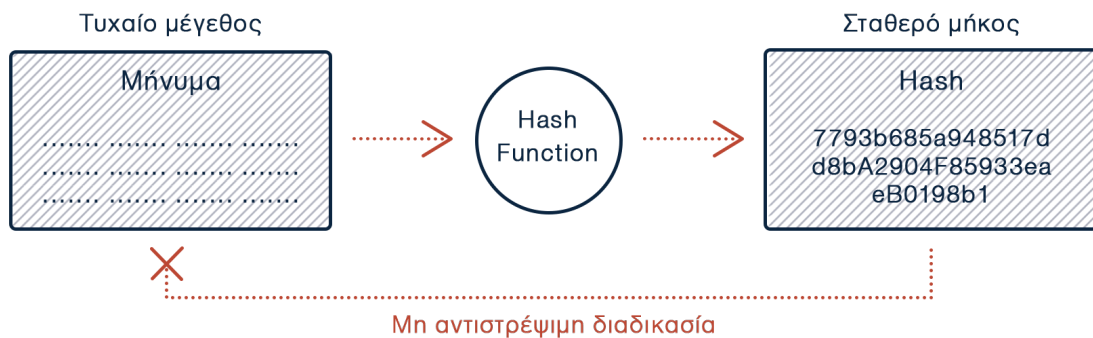 Τυχαίο μέγεθος
Μήνυμα
....... ....... ....... .......
....... ....... ....... .......
....... ....... ....... .......
Hash
Function
Σταθερό μήκος
Hash
7793b685a948517d
d8bA2904F85933ea
eB0198b1
Μη αντιστρέψιμη διαδικασία